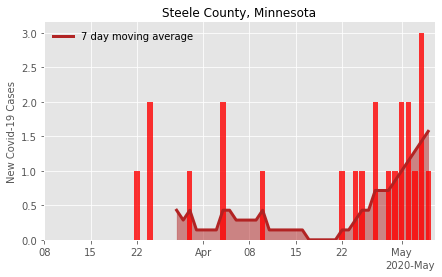 Steele County, Minnesota
7 day moving average
New Covid-19 Cases
3.0
2.5
2.0
1.5
1.0
0.5
0.0
08 15 22 Apr 08 15 22 May
2020-May